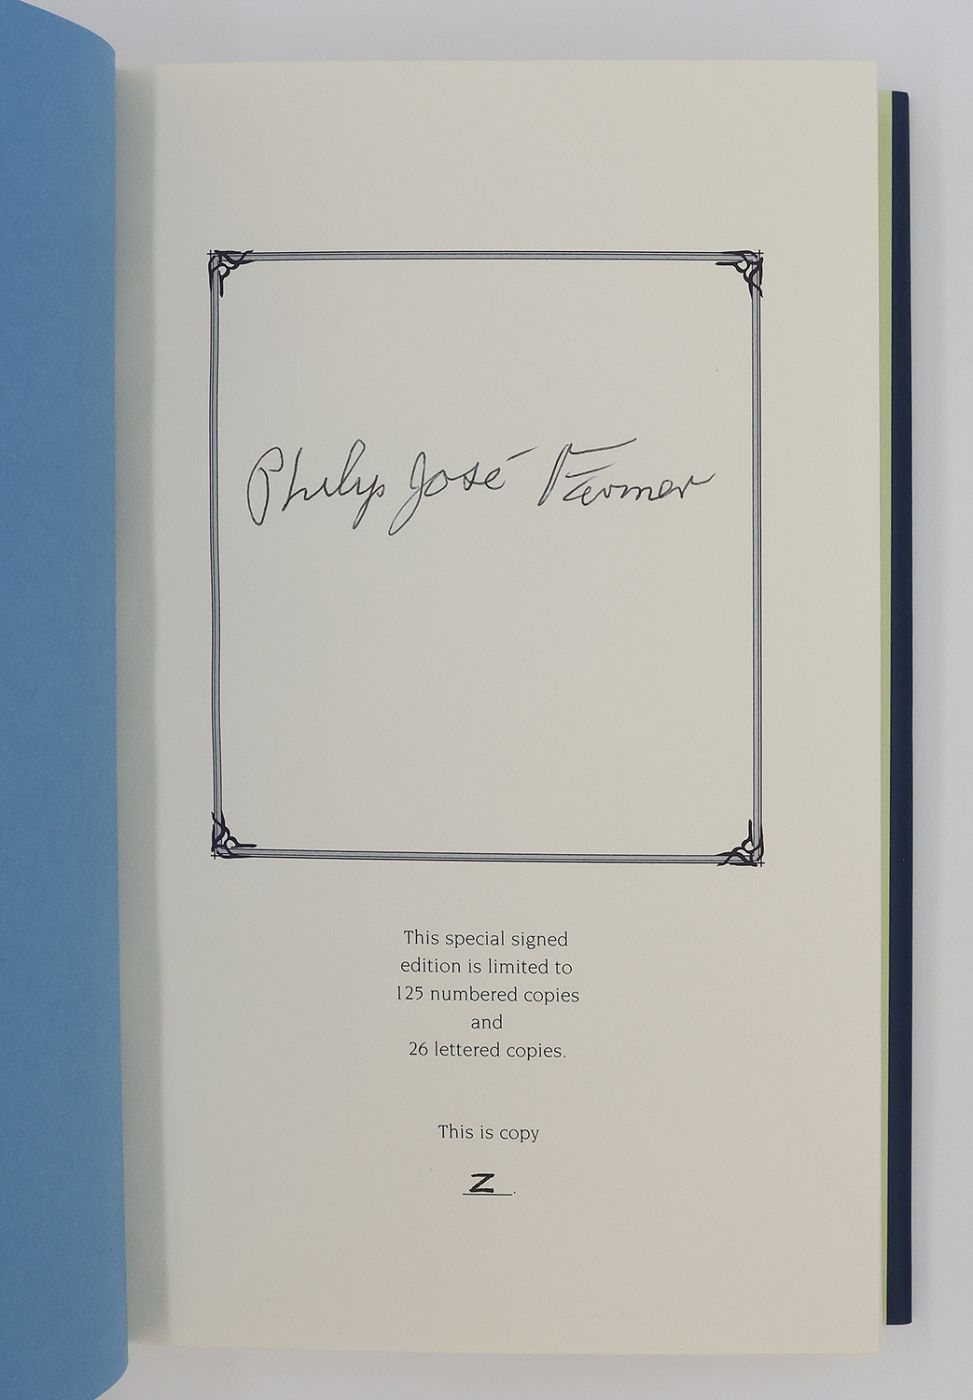 Philip José Farmer
This special signed
edition is limited to
125 numbered copies
and
26 lettered copies.
This is copy
Z.